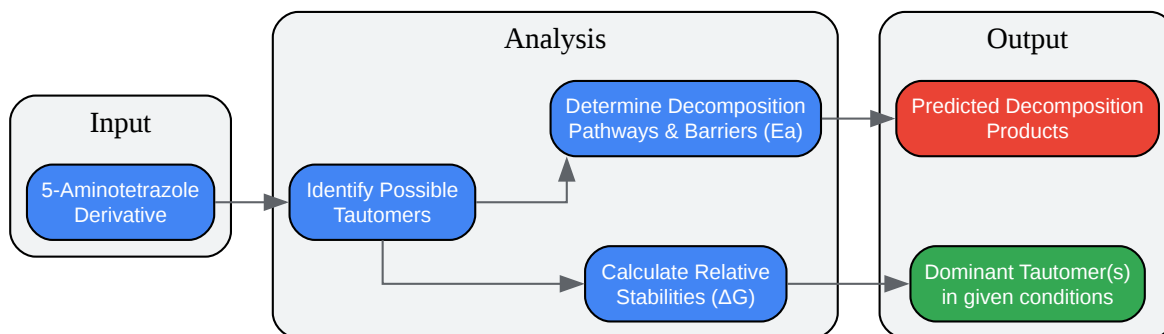 Input
5-Aminotetrazole
Derivative
Analysis
Identify Possible
Tautomers
Determine Decomposition
Pathways & Barriers (Ea)
Calculate Relative
Stabilities (ΔG)
Output
Predicted Decomposition
Products
Dominant Tautomer(s)
in given conditions